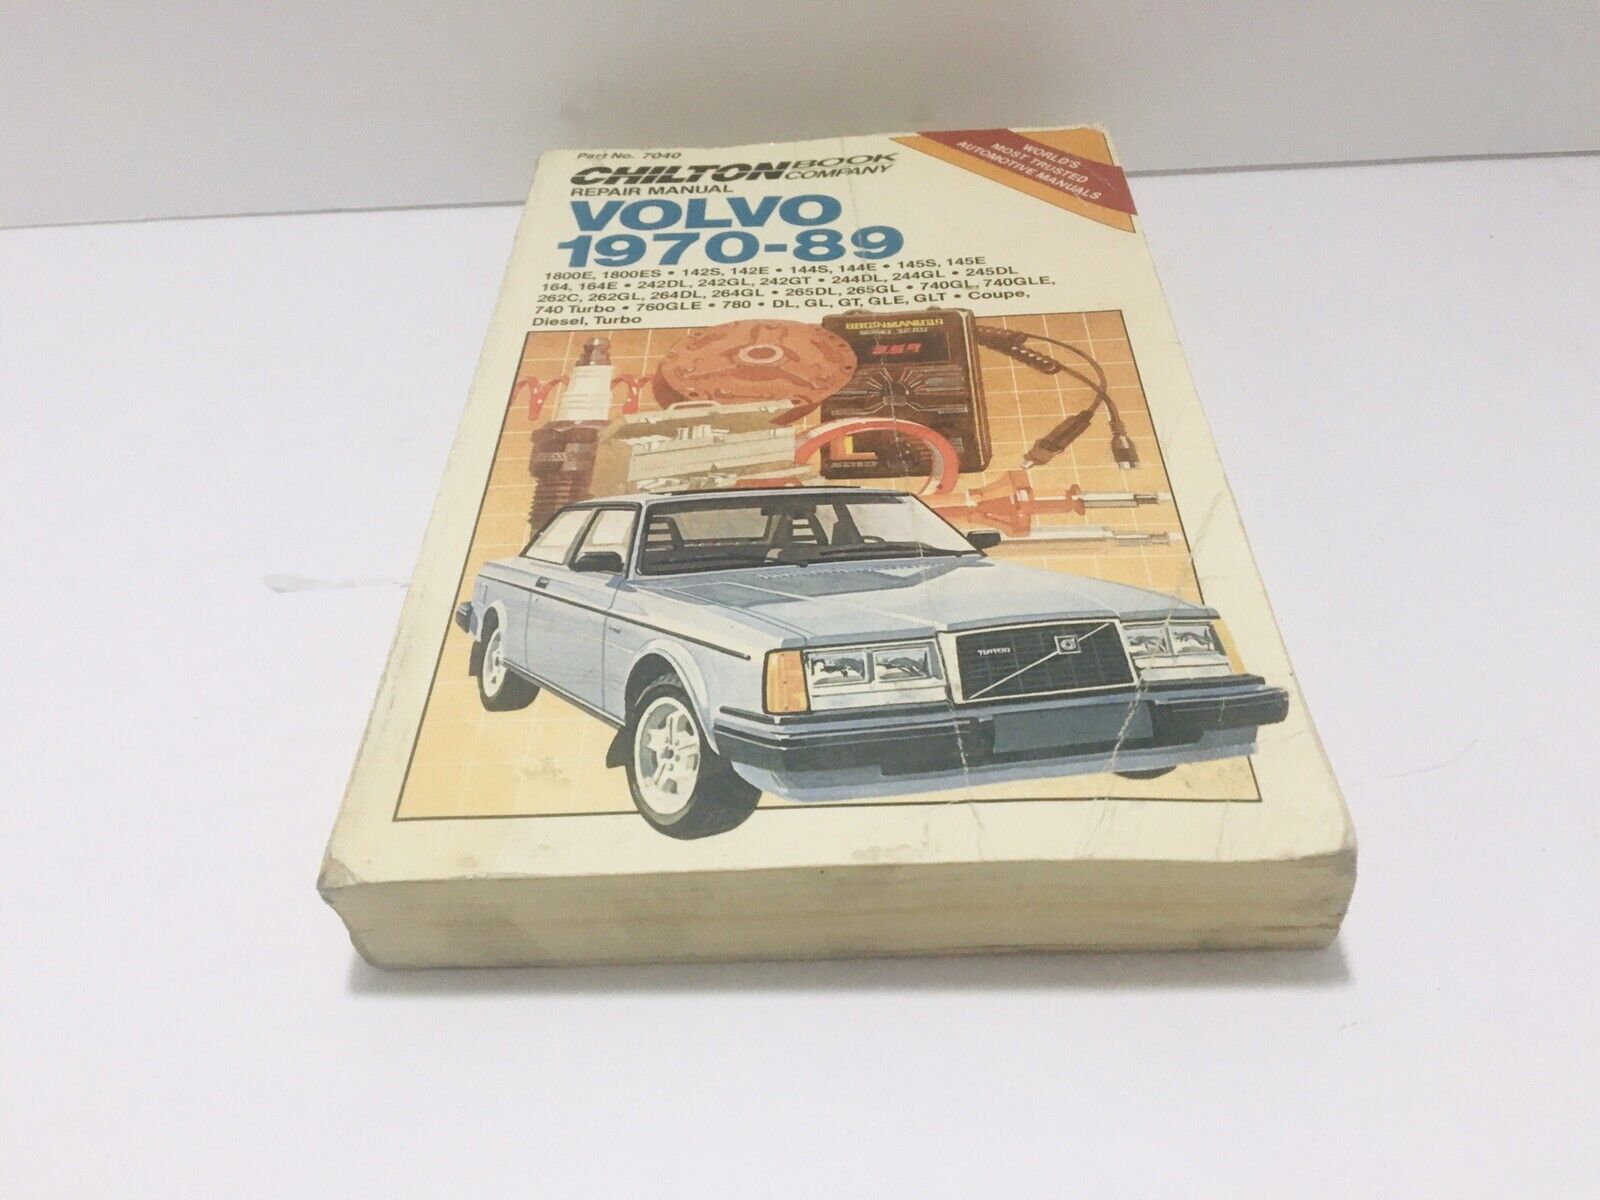 Part No. 7040
CHILTON BOOK COMPANY
REPAIR MANUAL
VOLVO
1970-89
1800E, 1800ES • 142S, 142E • 144S, 144E • 145S, 145E
164, 164E • 242DL, 242GL, 242GT • 244DL, 244GL • 245DL
262C, 262GL, 264DL, 264GL • 265DL, 265GL • 740GL, 740GLE,
740 Turbo • 760GLE • 780 • DL, GL, GT, GLE, GLT • Coupe,
Diesel, Turbo
WORLD'S
MOST TRUSTED
AUTOMOTIVE MANUALS
TURBO